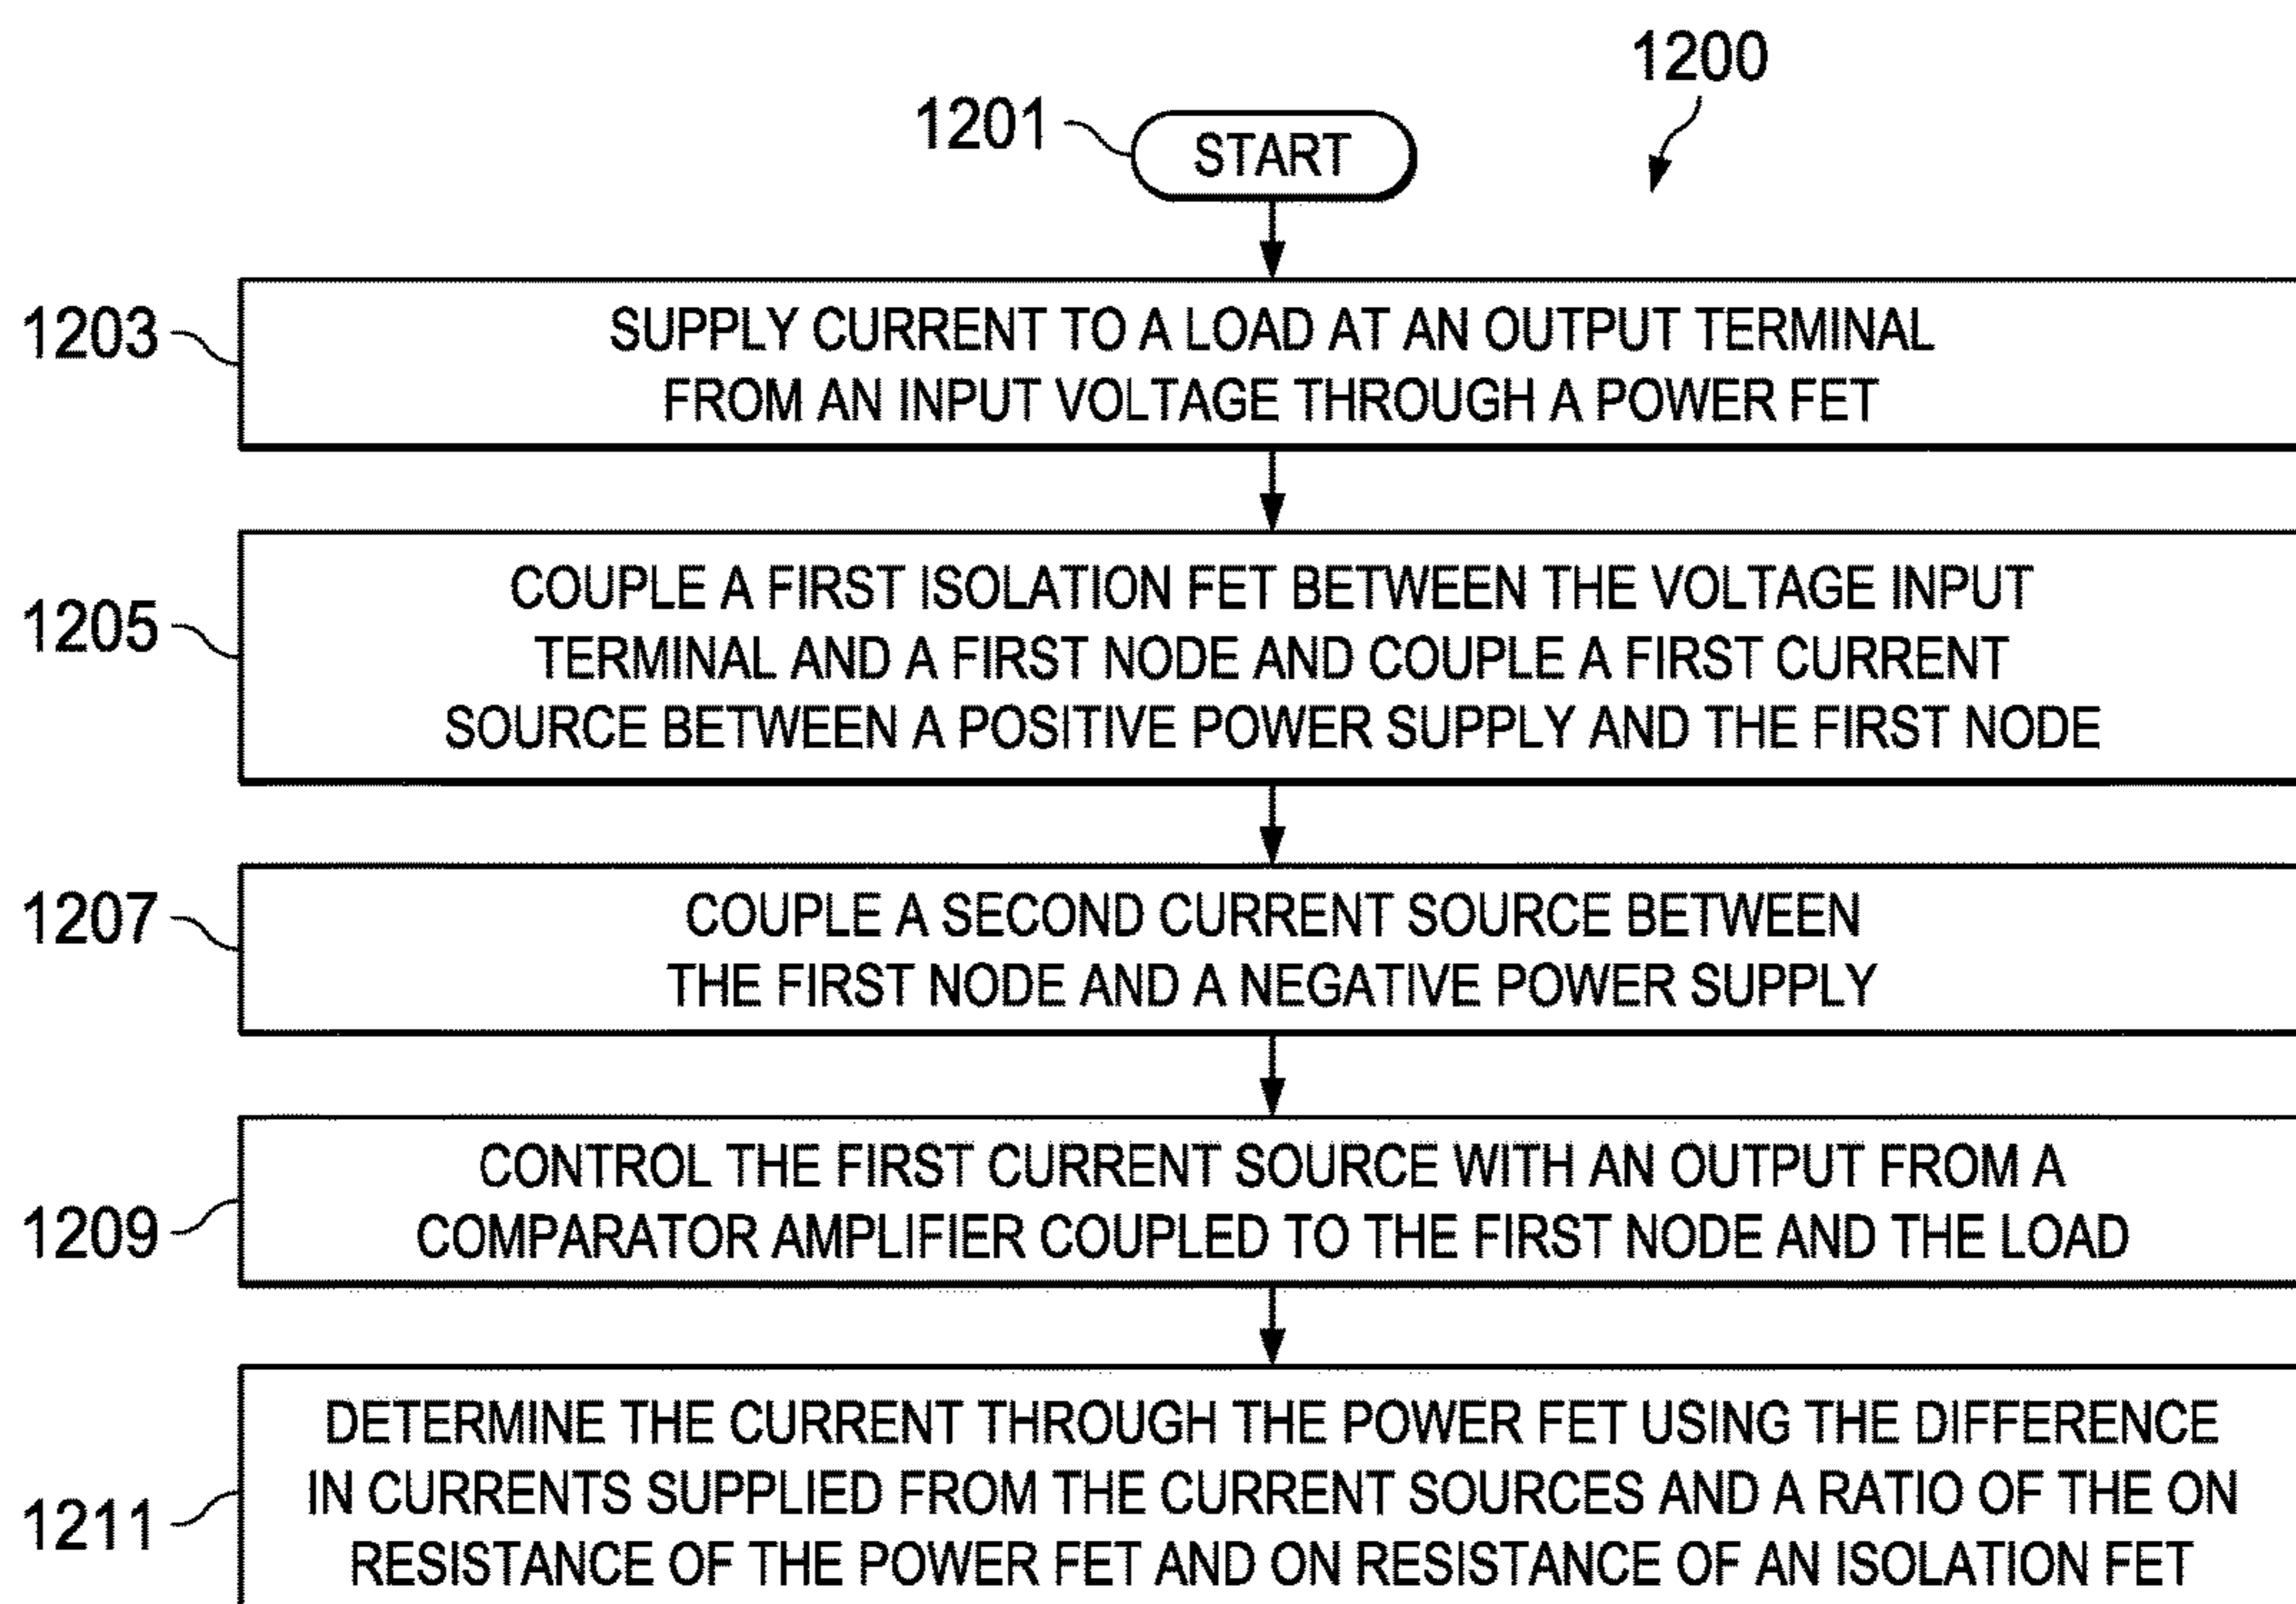 1200
1201
START
1203
SUPPLY CURRENT TO A LOAD AT AN OUTPUT TERMINAL
FROM AN INPUT VOLTAGE THROUGH A POWER FET
1205
COUPLE A FIRST ISOLATION FET BETWEEN THE VOLTAGE INPUT
TERMINAL AND A FIRST NODE AND COUPLE A FIRST CURRENT
SOURCE BETWEEN A POSITIVE POWER SUPPLY AND THE FIRST NODE
1207
COUPLE A SECOND CURRENT SOURCE BETWEEN
THE FIRST NODE AND A NEGATIVE POWER SUPPLY
1209
CONTROL THE FIRST CURRENT SOURCE WITH AN OUTPUT FROM A
COMPARATOR AMPLIFIER COUPLED TO THE FIRST NODE AND THE LOAD
1211
DETERMINE THE CURRENT THROUGH THE POWER FET USING THE DIFFERENCE
IN CURRENTS SUPPLIED FROM THE CURRENT SOURCES AND A RATIO OF THE ON
RESISTANCE OF THE POWER FET AND ON RESISTANCE OF AN ISOLATION FET